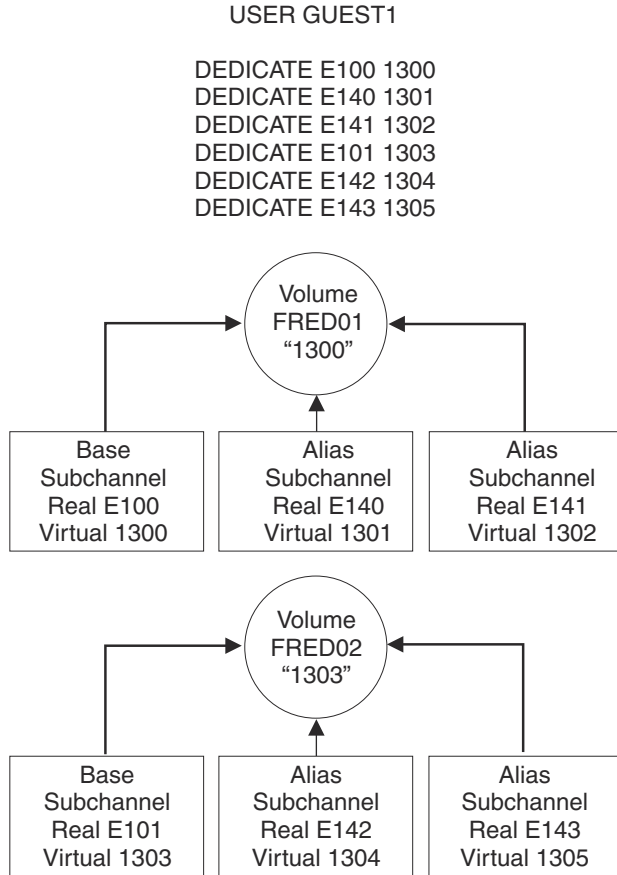 USER GUEST1
DEDICATE E100 1300
DEDICATE E140 1301
DEDICATE E141 1302
DEDICATE E101 1303
DEDICATE E142 1304
DEDICATE E143 1305
Volume
FRED01
“1300”
Base
Subchannel
Real E100
Virtual 1300
Alias
Subchannel
Real E140
Virtual 1301
Alias
Subchannel
Real E141
Virtual 1302
Volume
FRED02
“1303”
Base
Subchannel
Real E101
Virtual 1303
Alias
Subchannel
Real E142
Virtual 1304
Alias
Subchannel
Real E143
Virtual 1305